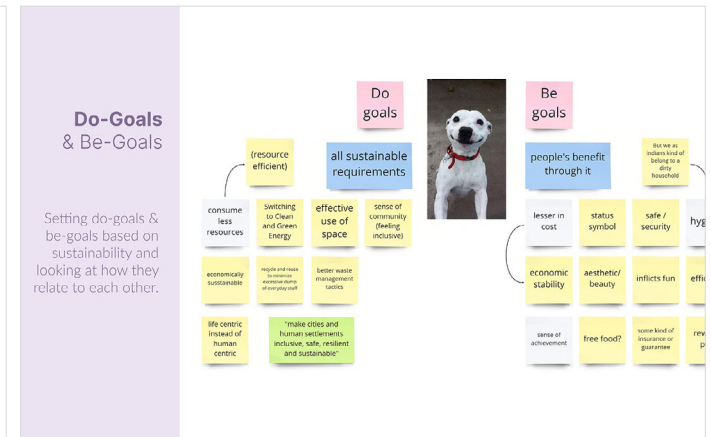 Do-Goals
& Be-Goals
Setting do-goals &
be-goals based on
sustainability and
looking at how they
relate to each other.
Do
goals
Be
goals
(resource
efficient)
all sustainable
requirements
people's benefit
through it
But we as
indians kind of
belong to a
dirty
household
consume
less
resources
Switching
to Clean
and Green
Energy
effective
use of
space
sense of
community
(feeling
inclusive)
lesser in
cost
status
symbol
safe /
security
hyg
economically
susstainable
recycle and reuse
to minimize
excessive dump
of everyday stuff
better waste
management
tactics
economic
stability
aesthetic/
beauty
inflicts fun
effic
life centric
instead of
human
centric
"make cities and
human settlements
inclusive, safe, resilient
and sustainable"
sense of
achievement
free food?
some kind of
insurance or
guarantee
rev
p